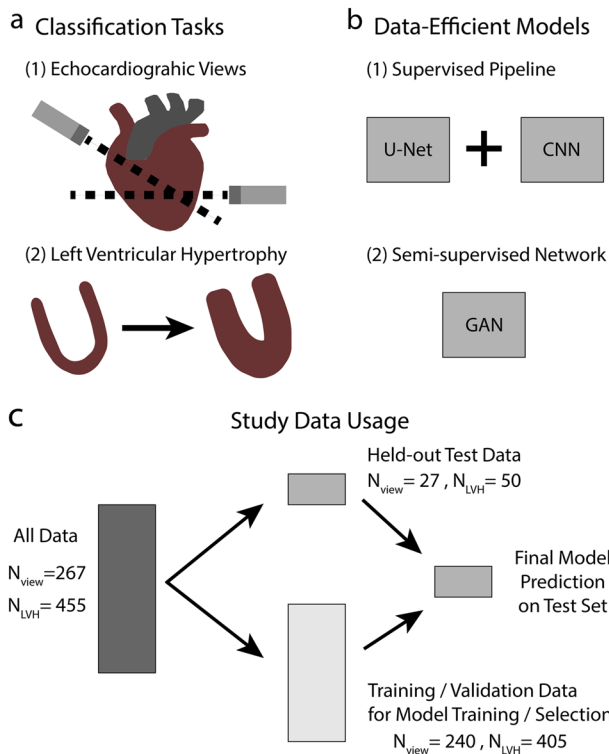 a Classification Tasks
(1) Echocardiograhic Views
(2) Left Ventricular Hypertrophy
b Data-Efficient Models
(1) Supervised Pipeline
U-Net + CNN
(2) Semi-supervised Network
GAN
c Study Data Usage
All Data
Nview=267
NLVH=455
Held-out Test Data
Nview= 27 , NLVH= 50
Training / Validation Data
for Model Training / Selection
Nview= 240 , NLVH= 405
Final Model
Prediction
on Test Set